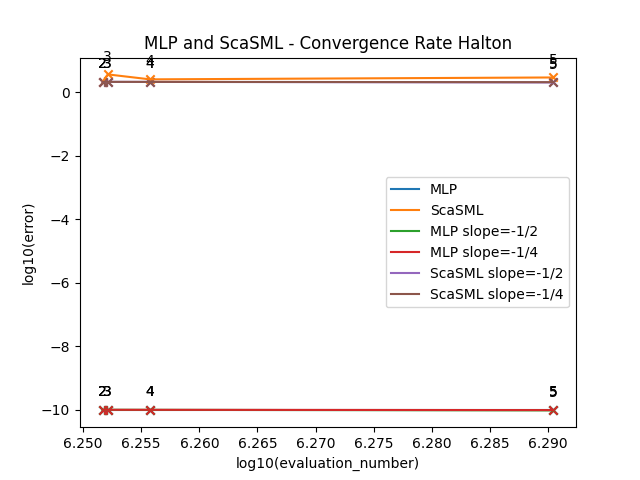 MLP and ScaSML - Convergence Rate Halton
3
2 3 4 5
4 5
0
−2
−4
−6
−8
−10
log10(error)
MLP
ScaSML
MLP slope=-1/2
MLP slope=-1/4
ScaSML slope=-1/2
ScaSML slope=-1/4
2 3 4 5
6.250 6.255 6.260 6.265 6.270 6.275 6.280 6.285 6.290
log10(evaluation_number)